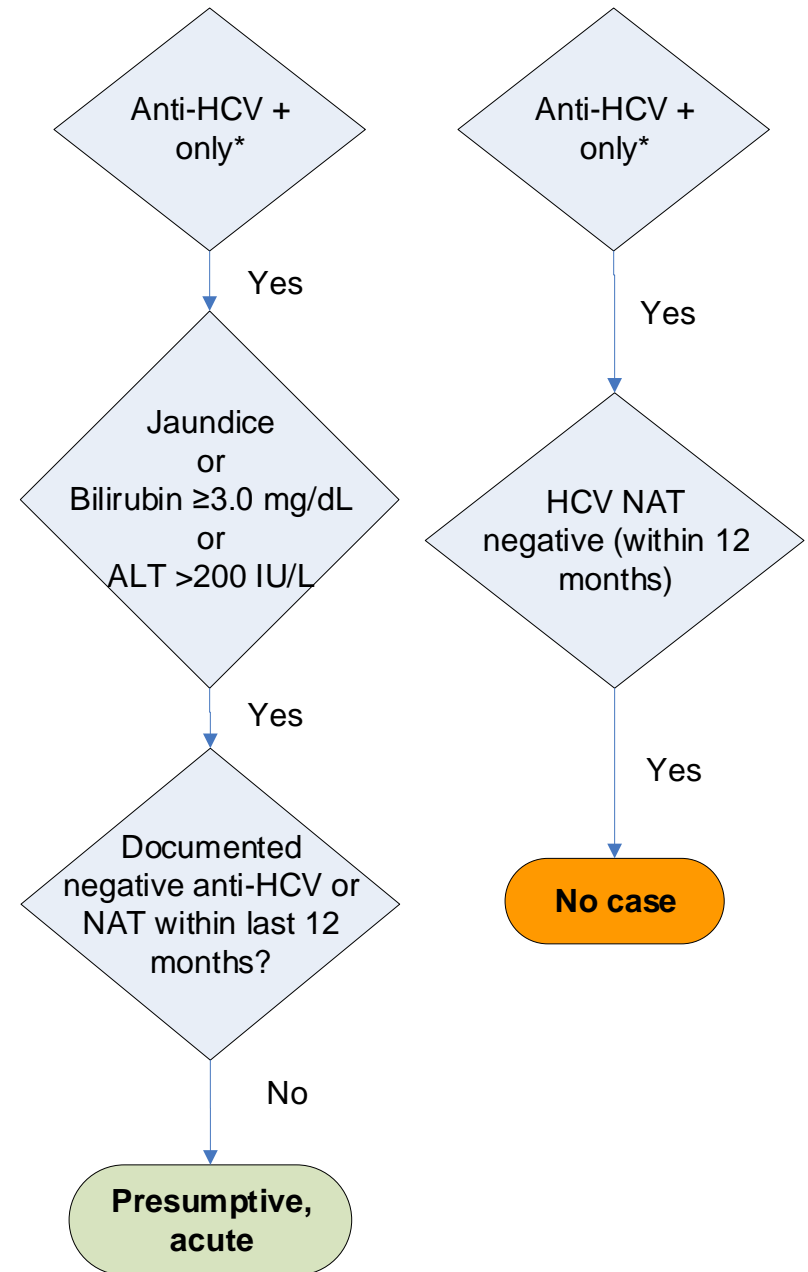 Anti-HCV +
only*
Yes
Jaundice
or
Bilirubin ≥3.0 mg/dL
or
ALT >200 IU/L
Yes
Documented
negative anti-HCV or
NAT within last 12
months?
No
Presumptive,
acute
Anti-HCV +
only*
Yes
HCV NAT
negative (within 12
months)
Yes
No case